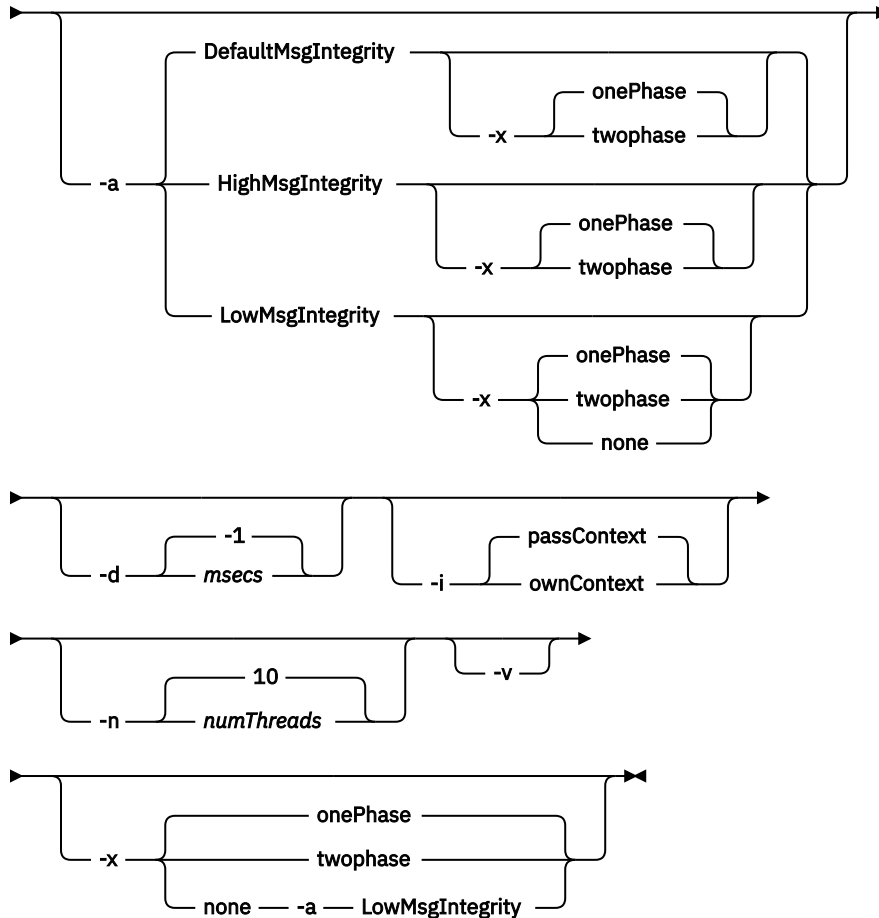 DefaultMsgIntegrity
onePhase
-x twophase
-a HighMsgIntegrity
onePhase
-x twophase
LowMsgIntegrity
onePhase
-x twophase
none
-1 passContext
-d msecs -i ownContext
10 -v
-n numThreads
onePhase
-x twophase
none -a LowMsgIntegrity